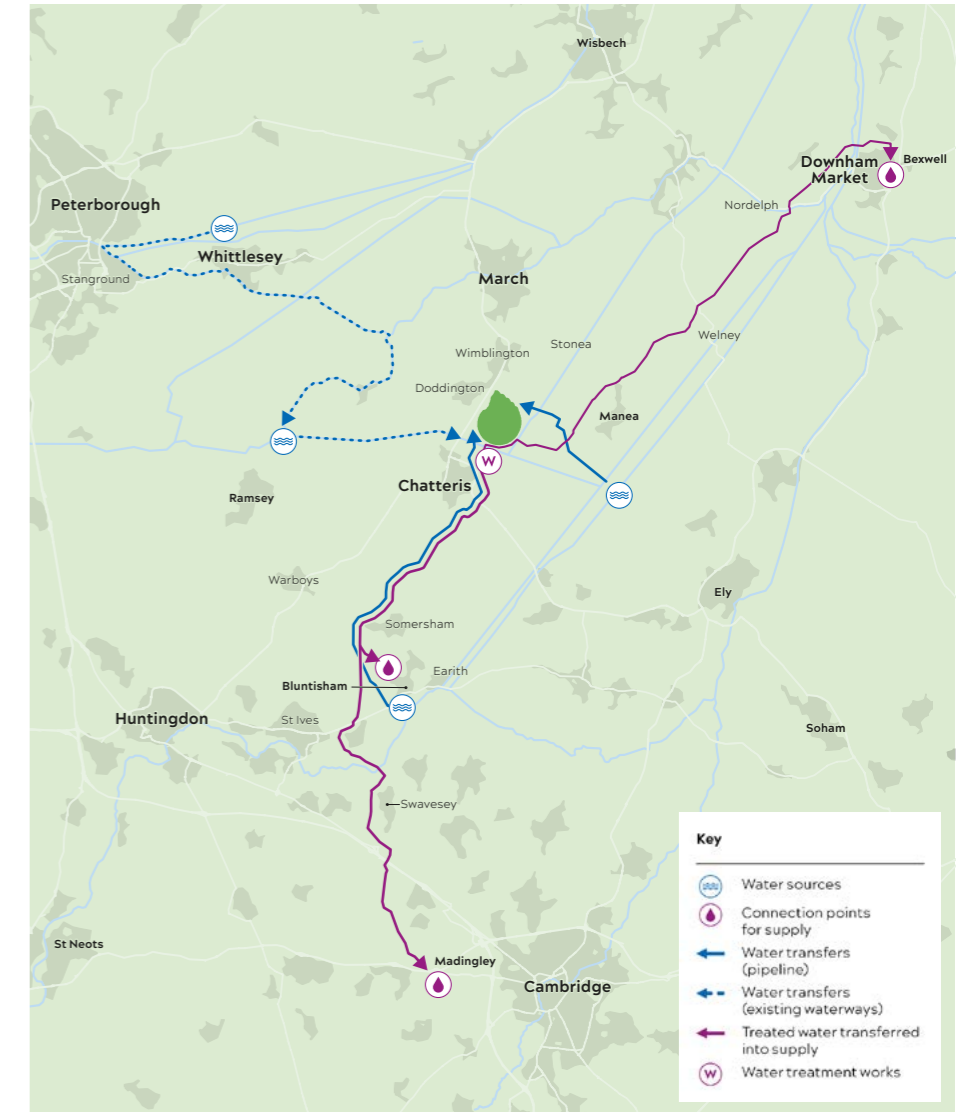 Wisbech
Downham
Market
Bexwell
Peterborough
Nordelph
Whittlesey
Stanground
March
Welney
Stonea
Wimblington
Doddington
Manea
W
Chatteris
Ramsey
Warboys
Ely
Somersham
Earith
Bluntisham
Huntingdon
St Ives
Soham
Swavesey
St Neots
Madingley
Cambridge
Key
Water sources
Connection points
for supply
Water transfers
(pipeline)
Water transfers
(existing waterways)
Treated water transferred
into supply
W
Water treatment works